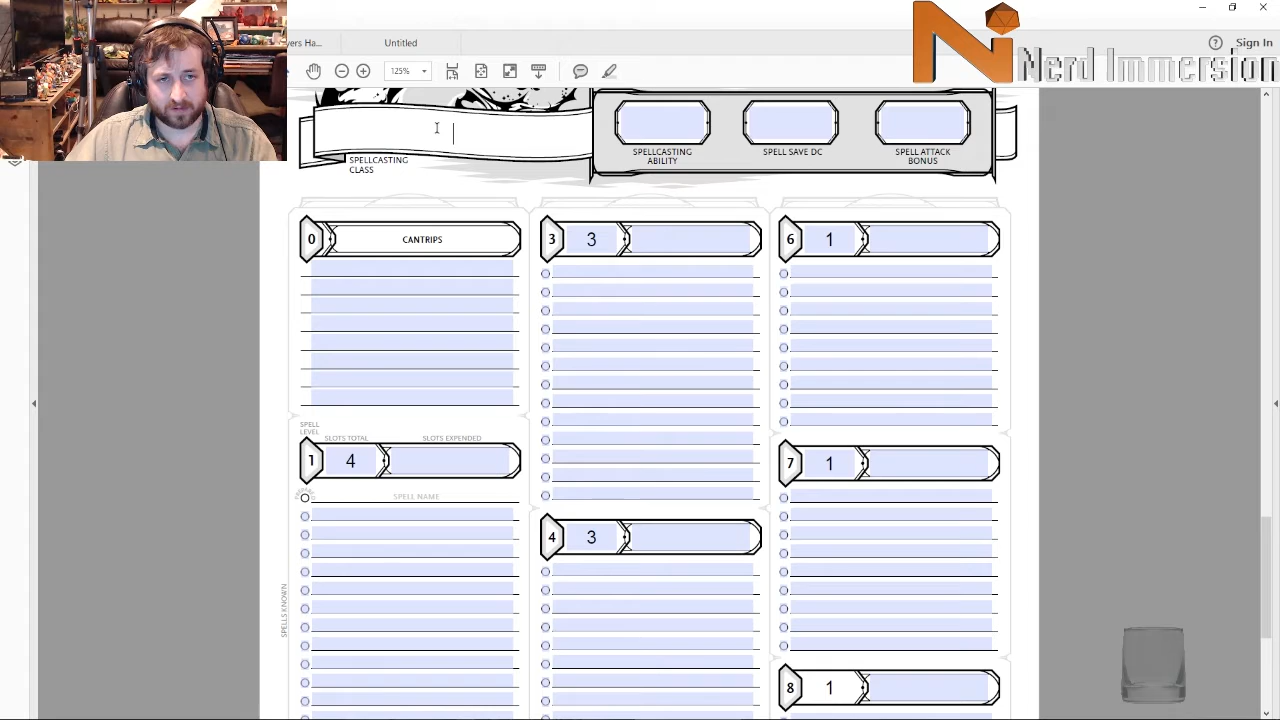 yers Ha...
Untitled
Sign In
Nerd Immersion
125%
SPELLCASTING
CLASS
SPELLCASTING
ABILITY
SPELL SAVE DC
SPELL ATTACK
BONUS
0
CANTRIPS
3
3
6
1
SPELL
LEVEL
SLOTS TOTAL
SLOTS EXPENDED
1
4
7
1
SPELL NAME
4
3
SPELLS KNOWN
8
1